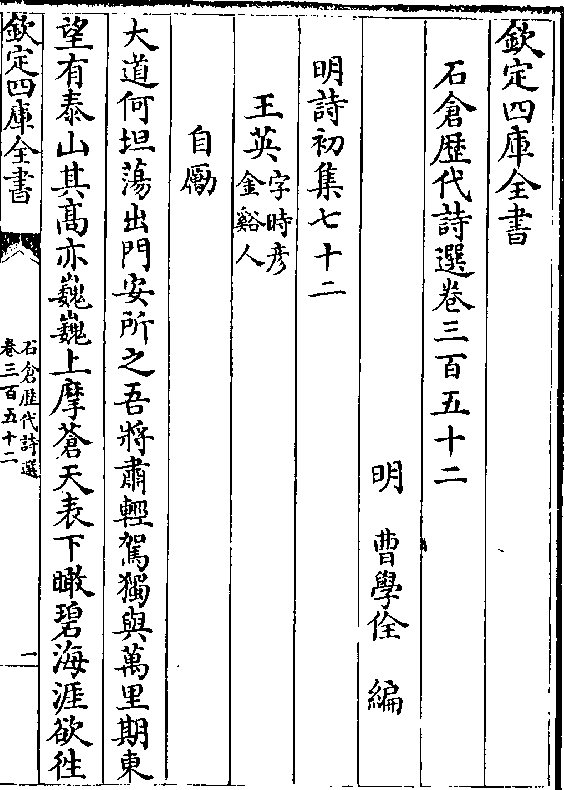 欽定四庫全書
石倉歴代詩選卷三百五十二
明　曹學佺　編
明詩初集七十二
王英字時彦
金谿人
自勵
大道何坦蕩出門安所之吾將肅輕駕獨與萬里期東
望有泰山其髙亦巍巍上摩蒼天表下瞰碧海涯欲徃
欽定四庫全書
石倉歴代詩選
卷三百五十二
一